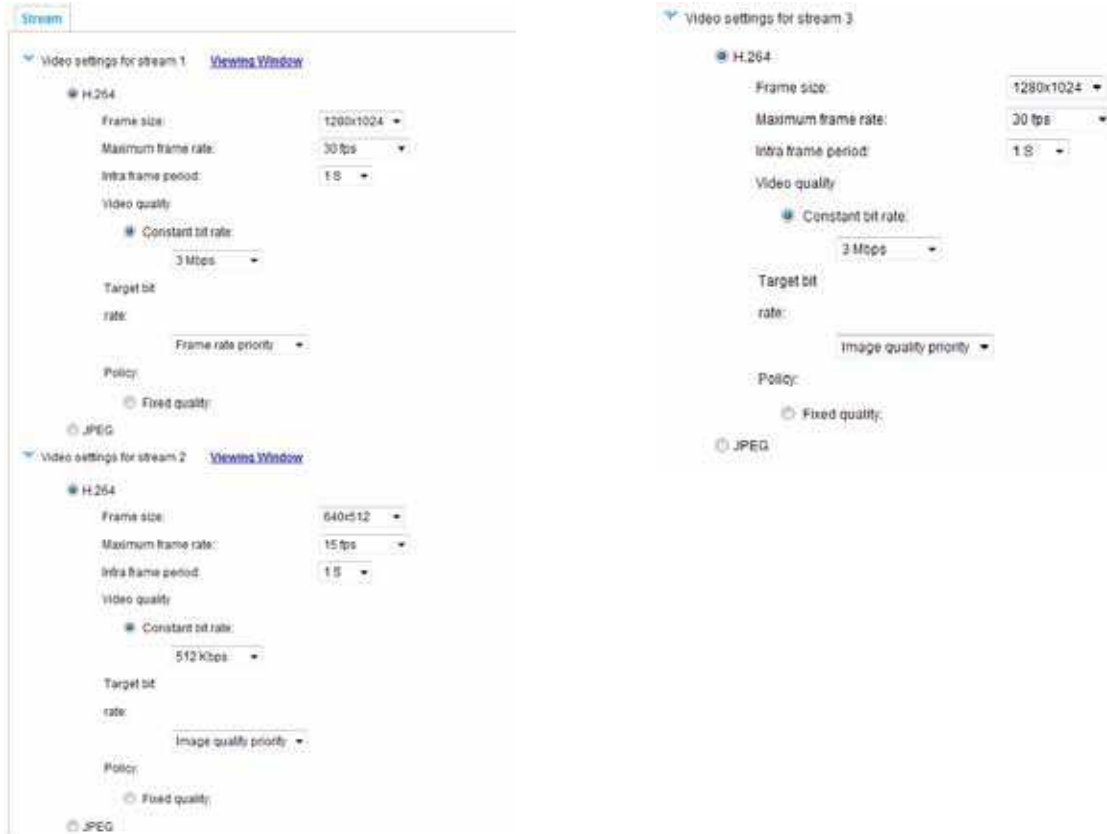 Stream
Video settings for stream 1 Viewing Window
H.264
Frame size: 1280x1024
Maximum frame rate: 30 fps
Intra frame period: 1 S
Video quality
Constant bit rate:
3 Mbps
Target bit
rate:
Frame rate priority
Policy:
Fixed quality:
JPEG
Video settings for stream 2 Viewing Window
H.264
Frame size: 640x512
Maximum frame rate: 15 fps
Intra frame period: 1 S
Video quality
Constant bit rate:
512 Kbps
Target bit
rate:
Image quality priority
Policy:
Fixed quality:
JPEG
Video settings for stream 3
H.264
Frame size: 1280x1024
Maximum frame rate: 30 fps
Intra frame period: 1 S
Video quality
Constant bit rate:
3 Mbps
Target bit
rate:
Image quality priority
Policy:
Fixed quality:
JPEG